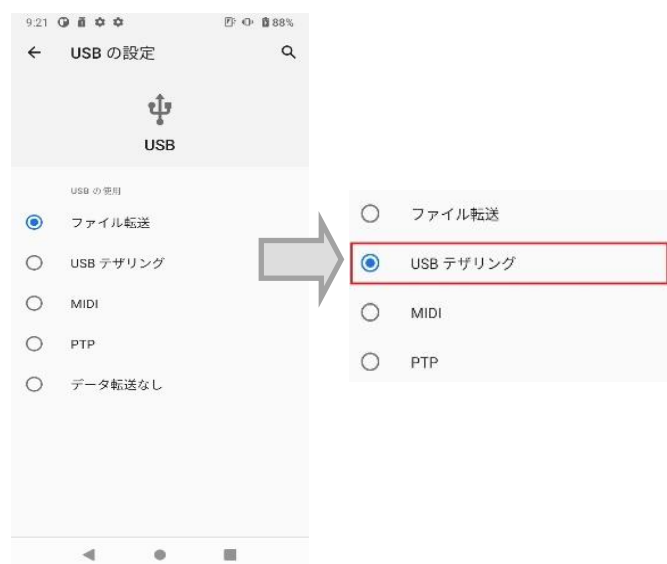 9:21
88%
USB の設定
USB
USB の使用
ファイル転送
USB テザリング
MIDI
PTP
データ転送なし
ファイル転送
USB テザリング
MIDI
PTP